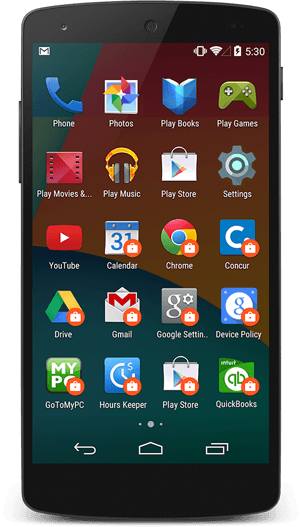 5:30
Phone
Photos
Play Books
Play Games
Play Movies &...
Play Music
Play Store
Settings
31
YouTube
Calendar
Chrome
Concur
Drive
Gmail
Google Settin..
Device Policy
MY
PC
intuit
qb
GoToMyPC
Hours Keeper
Play Store
QuickBooks